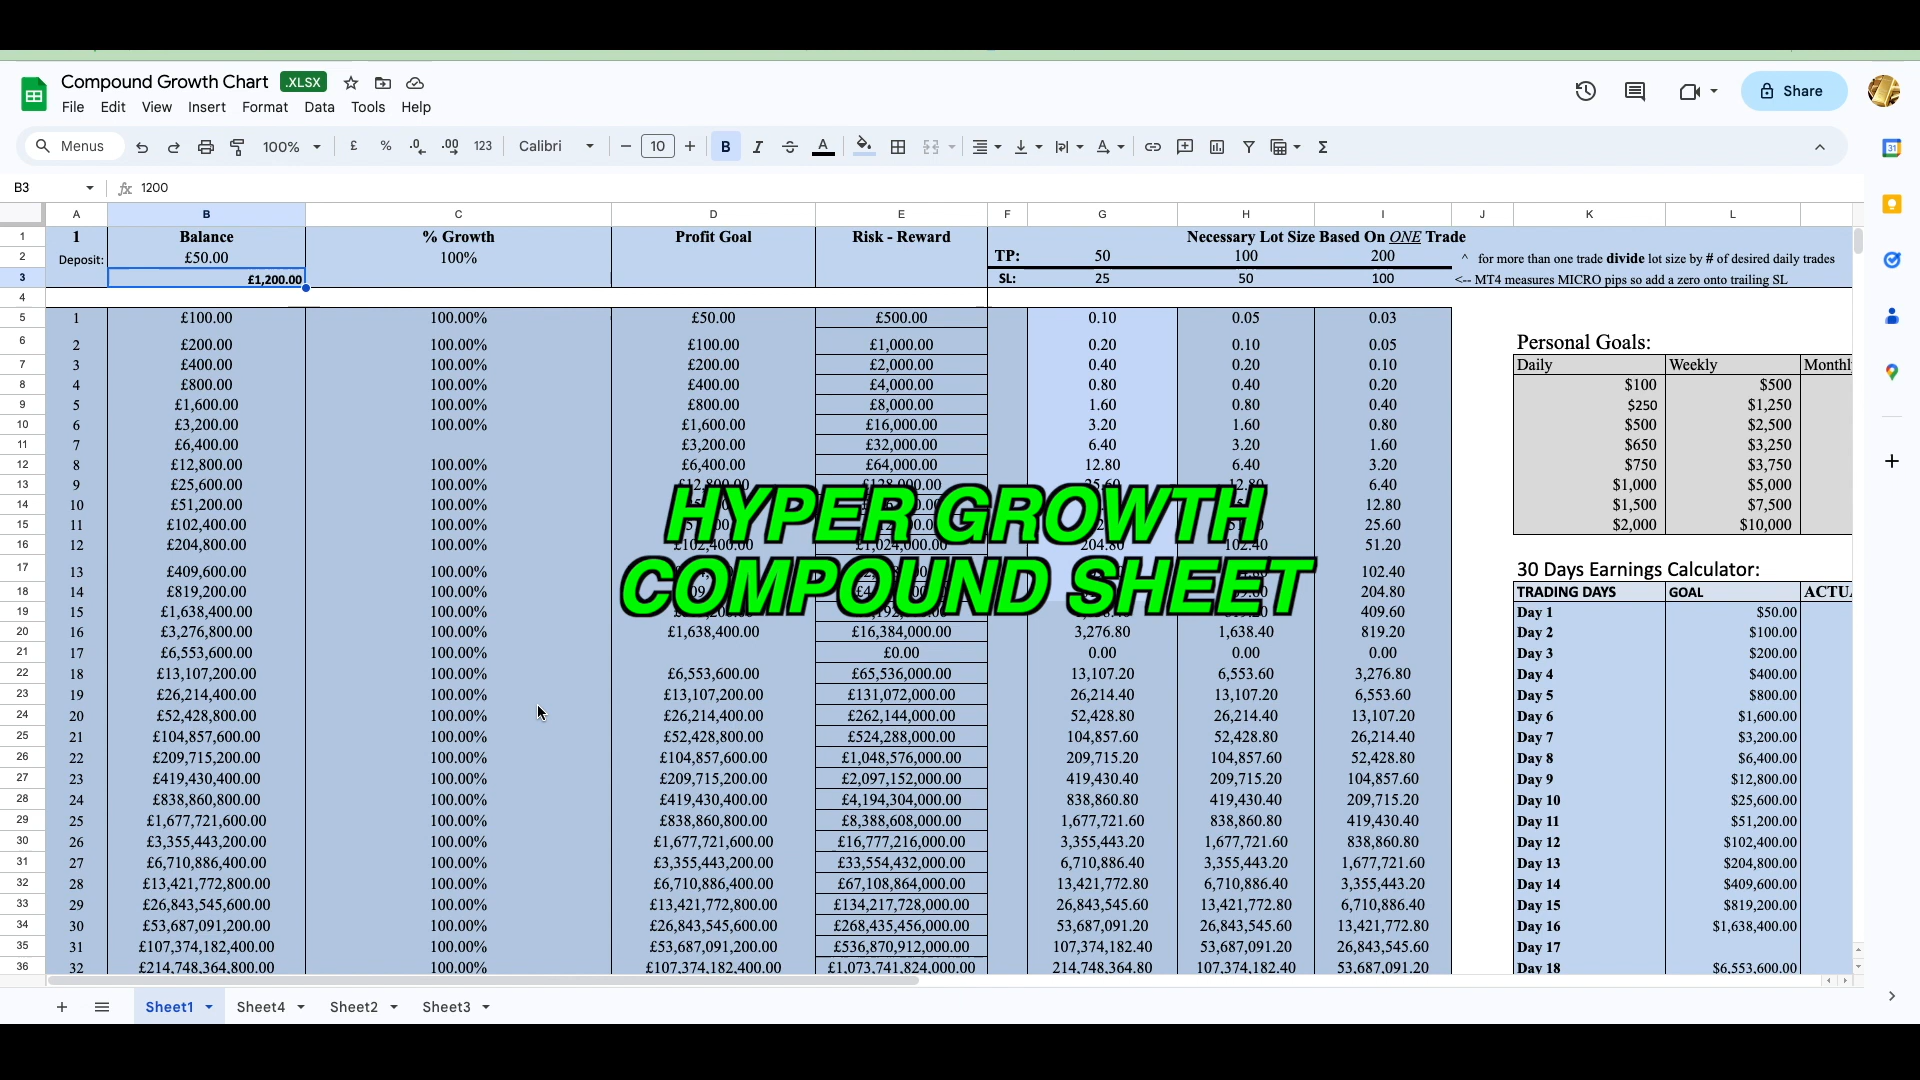 Compound Growth Chart .XLSX
File Edit View Insert Format Data Tools Help
Share
Menus 100% £ % .0 .00 123 Calibri 10 B I A
B3 fx 1200
A B C D E F G H I J K L
1 1 Balance % Growth Profit Goal Risk - Reward Necessary Lot Size Based On ONE Trade
2 Deposit: £50.00 100% TP: 50 100 200 ^ for more than one trade divide lot size by # of desired daily trades
3 £1,200.00 SL: 25 50 100 <-- MT4 measures MICRO pips so add a zero onto trailing SL
4
5 1 £100.00 100.00% £50.00 £500.00 0.10 0.05 0.03
6 2 £200.00 100.00% £100.00 £1,000.00 0.20 0.10 0.05 Personal Goals:
7 3 £400.00 100.00% £200.00 £2,000.00 0.40 0.20 0.10 Daily Weekly Monthl
8 4 £800.00 100.00% £400.00 £4,000.00 0.80 0.40 0.20 $100 $500
9 5 £1,600.00 100.00% £800.00 £8,000.00 1.60 0.80 0.40 $250 $1,250
10 6 £3,200.00 100.00% £1,600.00 £16,000.00 3.20 1.60 0.80 $500 $2,500
11 7 £6,400.00 £3,200.00 £32,000.00 6.40 3.20 1.60 $650 $3,250
12 8 £12,800.00 100.00% £6,400.00 £64,000.00 12.80 6.40 3.20 $750 $3,750
13 9 £25,600.00 100.00% 6.40 $1,000 $5,000
14 10 £51,200.00 100.00% 12.80 $1,500 $7,500
HYPER GROWTH
15 11 £102,400.00 100.00% 25.60 $2,000 $10,000
16 12 £204,800.00 100.00% £102,400.00 £1,024,000.00 204.80 102.40 51.20
17 13 £409,600.00 100.00% 102.40 30 Days Earnings Calculator:
COMPOUND SHEET
18 14 £819,200.00 100.00% 204.80 TRADING DAYS GOAL ACTUA
19 15 £1,638,400.00 100.00% 409.60 Day 1 $50.00
20 16 £3,276,800.00 100.00% £1,638,400.00 £16,384,000.00 3,276.80 1,638.40 819.20 Day 2 $100.00
21 17 £6,553,600.00 100.00% £0.00 0.00 0.00 0.00 Day 3 $200.00
22 18 £13,107,200.00 100.00% £6,553,600.00 £65,536,000.00 13,107.20 6,553.60 3,276.80 Day 4 $400.00
23 19 £26,214,400.00 100.00% £13,107,200.00 £131,072,000.00 26,214.40 13,107.20 6,553.60 Day 5 $800.00
24 20 £52,428,800.00 100.00% £26,214,400.00 £262,144,000.00 52,428.80 26,214.40 13,107.20 Day 6 $1,600.00
25 21 £104,857,600.00 100.00% £52,428,800.00 £524,288,000.00 104,857.60 52,428.80 26,214.40 Day 7 $3,200.00
26 22 £209,715,200.00 100.00% £104,857,600.00 £1,048,576,000.00 209,715.20 104,857.60 52,428.80 Day 8 $6,400.00
27 23 £419,430,400.00 100.00% £209,715,200.00 £2,097,152,000.00 419,430.40 209,715.20 104,857.60 Day 9 $12,800.00
28 24 £838,860,800.00 100.00% £419,430,400.00 £4,194,304,000.00 838,860.80 419,430.40 209,715.20 Day 10 $25,600.00
29 25 £1,677,721,600.00 100.00% £838,860,800.00 £8,388,608,000.00 1,677,721.60 838,860.80 419,430.40 Day 11 $51,200.00
30 26 £3,355,443,200.00 100.00% £1,677,721,600.00 £16,777,216,000.00 3,355,443.20 1,677,721.60 838,860.80 Day 12 $102,400.00
31 27 £6,710,886,400.00 100.00% £3,355,443,200.00 £33,554,432,000.00 6,710,886.40 3,355,443.20 1,677,721.60 Day 13 $204,800.00
32 28 £13,421,772,800.00 100.00% £6,710,886,400.00 £67,108,864,000.00 13,421,772.80 6,710,886.40 3,355,443.20 Day 14 $409,600.00
33 29 £26,843,545,600.00 100.00% £13,421,772,800.00 £134,217,728,000.00 26,843,545.60 13,421,772.80 6,710,886.40 Day 15 $819,200.00
34 30 £53,687,091,200.00 100.00% £26,843,545,600.00 £268,435,456,000.00 53,687,091.20 26,843,545.60 13,421,772.80 Day 16 $1,638,400.00
35 31 £107,374,182,400.00 100.00% £53,687,091,200.00 £536,870,912,000.00 107,374,182.40 53,687,091.20 26,843,545.60 Day 17
36 32 £214,748,364,800.00 100.00% £107,374,182,400.00 £1,073,741,824,000.00 214,748,364.80 107,374,182.40 53,687,091.20 Day 18 $6,553,600.00
Sheet1 Sheet4 Sheet2 Sheet3